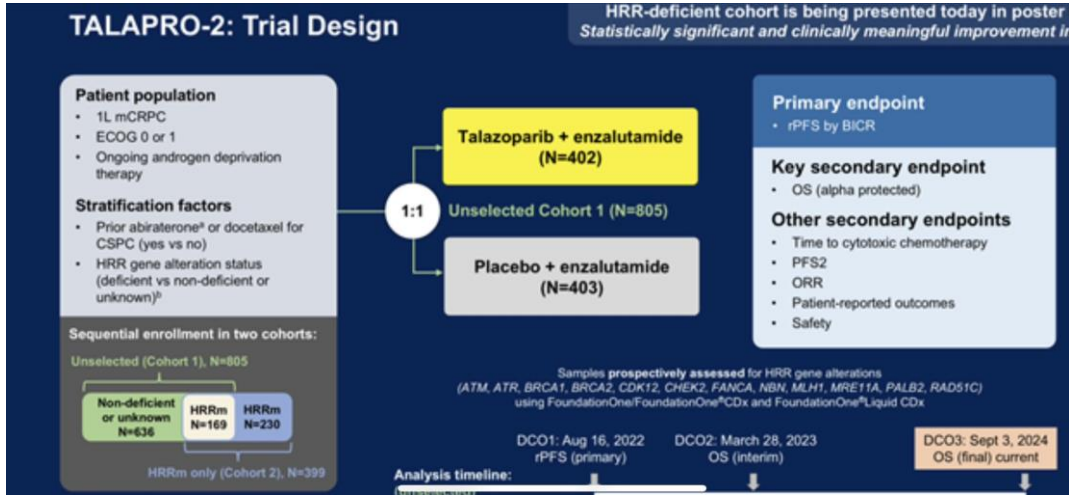 TALAPRO-2: Trial Design
HRR-deficient cohort is being presented today in poster
Statistically significant and clinically meaningful improvement in
Patient population
• 1L mCRPC
• ECOG 0 or 1
• Ongoing androgen deprivation
therapy
Stratification factors
• Prior abirateroneᵃ or docetaxel for
CSPC (yes vs no)
• HRR gene alteration status
(deficient vs non-deficient or
unknown)ᵇ
Sequential enrollment in two cohorts:
Unselected (Cohort 1), N=805
Non-deficient
or unknown
N=636
HRRm
N=169
HRRm
N=230
HRRm only (Cohort 2), N=399
1:1
Talazoparib + enzalutamide
(N=402)
Unselected Cohort 1 (N=805)
Placebo + enzalutamide
(N=403)
Primary endpoint
• rPFS by BICR
Key secondary endpoint
• OS (alpha protected)
Other secondary endpoints
• Time to cytotoxic chemotherapy
• PFS2
• ORR
• Patient-reported outcomes
• Safety
Samples prospectively assessed for HRR gene alterations
(ATM, ATR, BRCA1, BRCA2, CDK12, CHEK2, FANCA, NBN, MLH1, MRE11A, PALB2, RAD51C)
using FoundationOne/FoundationOne®CDx and FoundationOne®Liquid CDx
DCO1: Aug 16, 2022
rPFS (primary)
DCO2: March 28, 2023
OS (interim)
DCO3: Sept 3, 2024
OS (final) current
Analysis timeline: